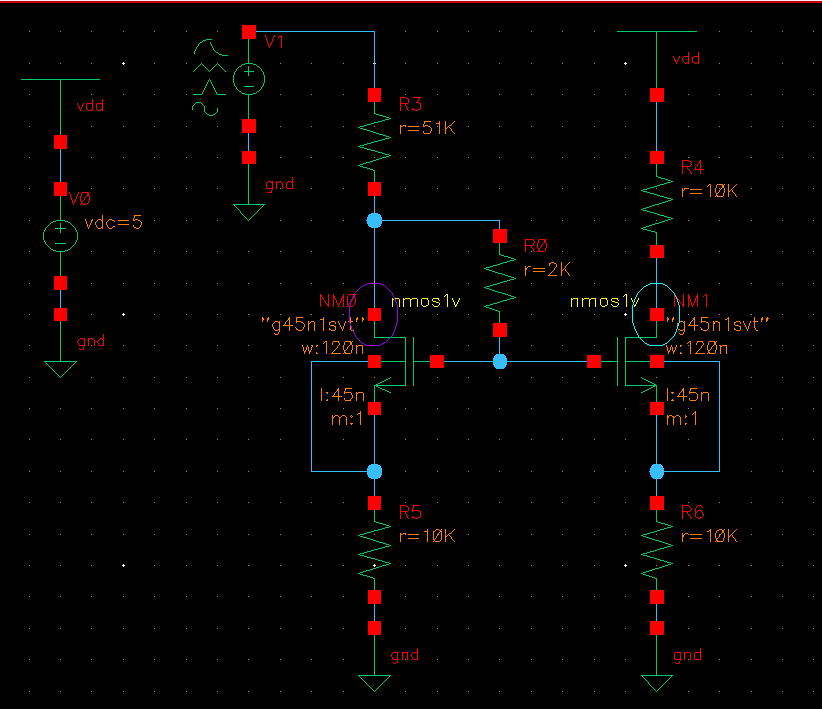 V1
vdd
vdd
R3
r=51K
R4
r=10K
gnd
V0
vdc=5
R0
r=2K
NM0
nmos1v
nmos1v
NM1
"g45n1svt"
"g45n1svt"
gnd
w:120n
w:120n
l:45n
l:45n
m:1
m:1
R5
r=10K
R6
r=10K
gnd
gnd